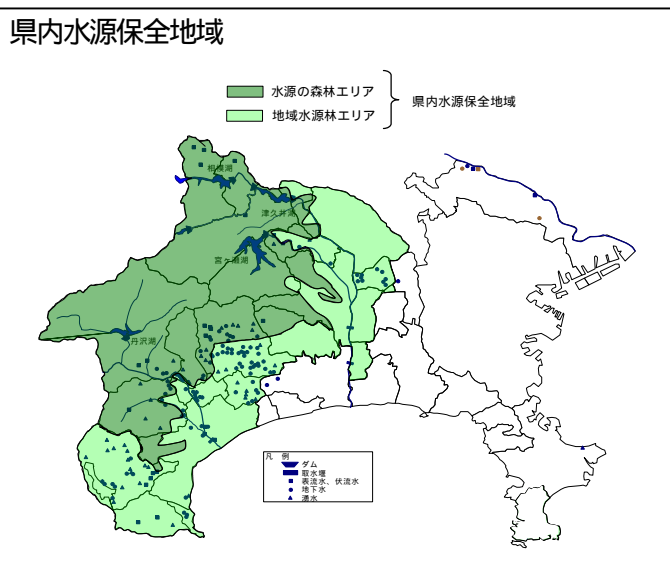 県内水源保全地域
水源の森林エリア
地域水源林エリア
県内水源保全地域
相模湖
津久井湖
宮ヶ瀬湖
丹沢湖
凡 例
ダム
取水堰
表流水、伏流水
地下水
湧水